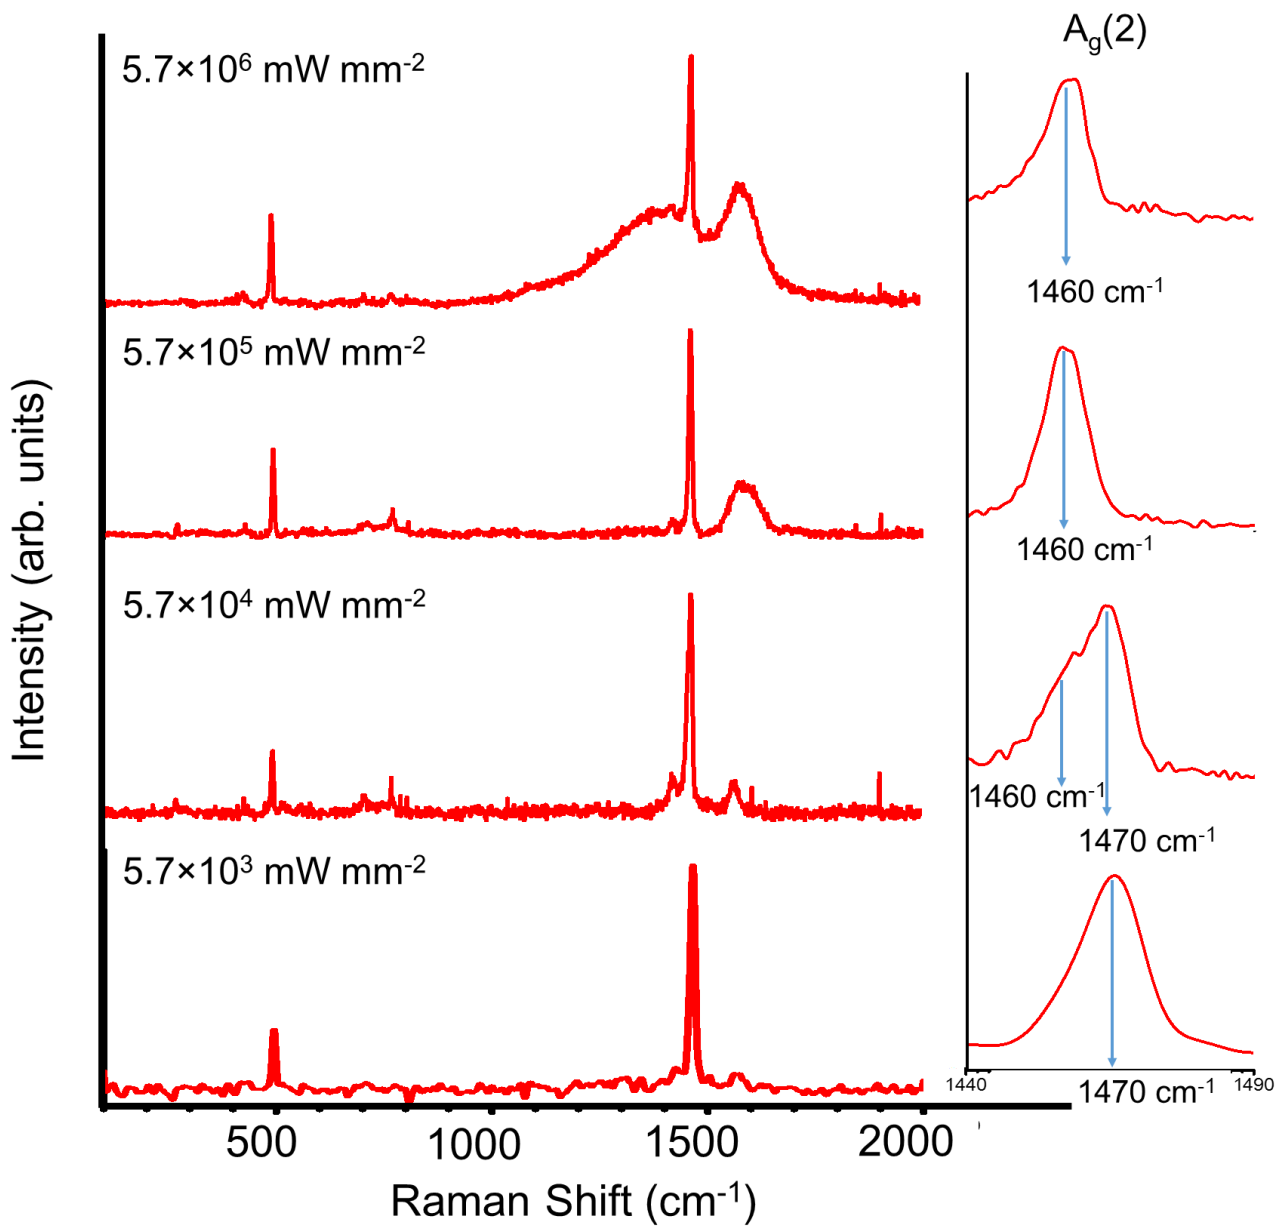 A_g(2)
5.7×10⁶ mW mm⁻²
1460 cm⁻¹
5.7×10⁵ mW mm⁻²
1460 cm⁻¹
5.7×10⁴ mW mm⁻²
1460 cm⁻¹
1470 cm⁻¹
5.7×10³ mW mm⁻²
1440 1490
1470 cm⁻¹
Intensity (arb. units)
500 1000 1500 2000
Raman Shift (cm⁻¹)